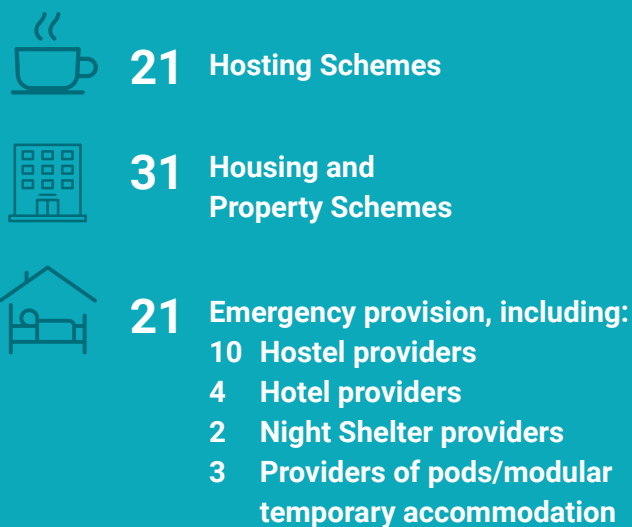 21 Hosting Schemes
31 Housing and
Property Schemes
21 Emergency provision, including:
10 Hostel providers
4 Hotel providers
2 Night Shelter providers
3 Providers of pods/modular
temporary accommodation